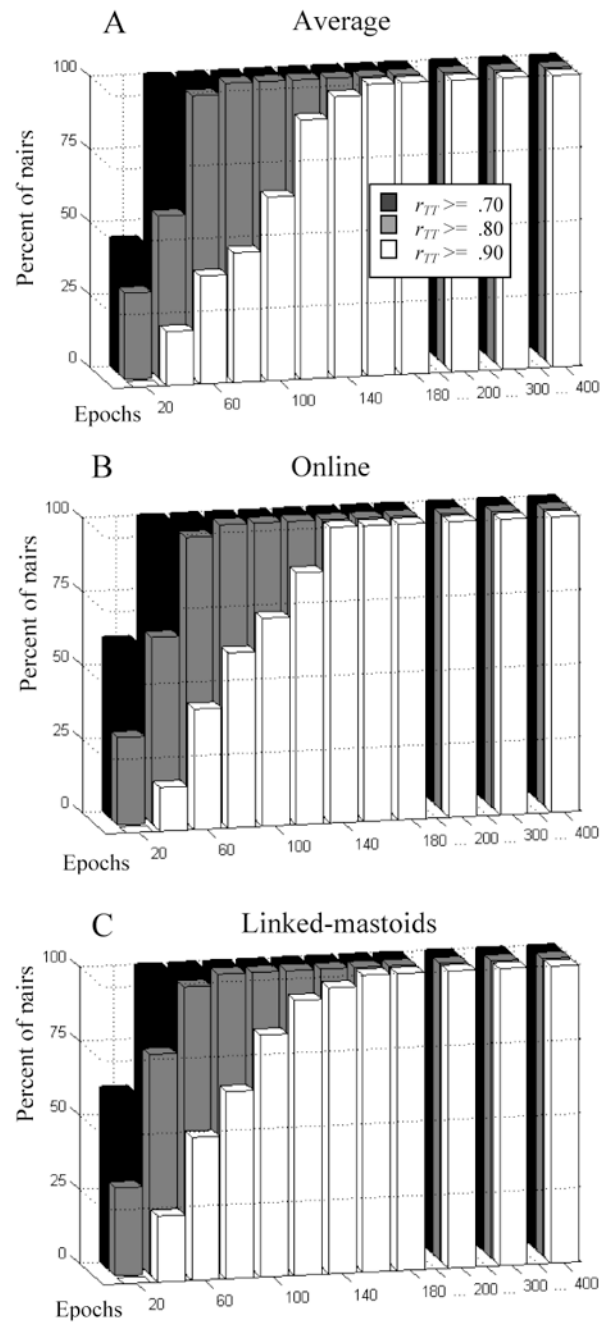 A Average
100
75
50
25
0
Percent of pairs
r_TT >= .70
r_TT >= .80
r_TT >= .90
Epochs 20 60 100 140 180 ... 200 ... 300 ... 400
B Online
100
75
50
25
0
Percent of pairs
Epochs 20 60 100 140 180 ... 200 ... 300 ... 400
C Linked-mastoids
100
75
50
25
0
Percent of pairs
Epochs 20 60 100 140 180 ... 200 ... 300 ... 400